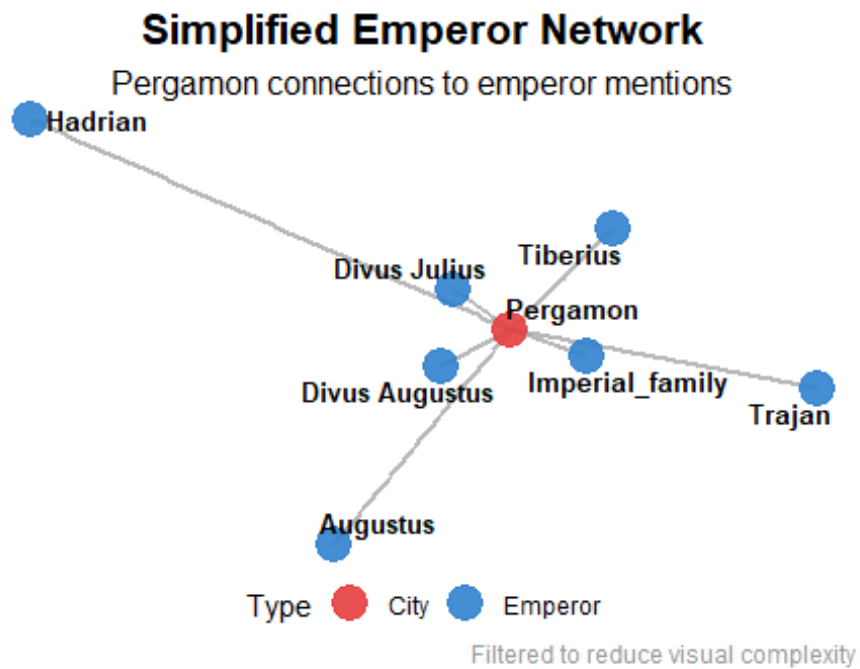 Simplified Emperor Network
Pergamon connections to emperor mentions
Hadrian
Tiberius
Divus Julius
Pergamon
Imperial_family
Divus Augustus
Trajan
Augustus
Type City Emperor
Filtered to reduce visual complexity